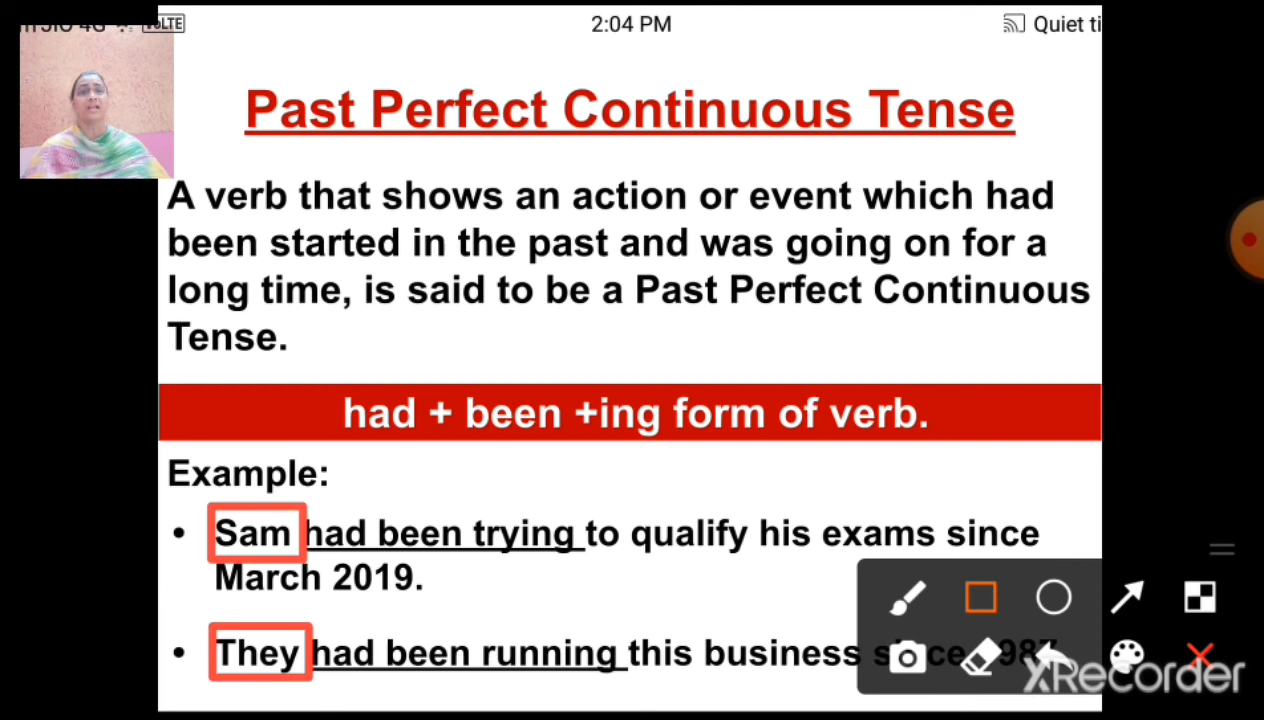 VoLTE 2:04 PM Quiet ti
Past Perfect Continuous Tense
A verb that shows an action or event which had
been started in the past and was going on for a
long time, is said to be a Past Perfect Continuous
Tense.
had + been +ing form of verb.
Example:
• Sam had been trying to qualify his exams since
March 2019.
• They had been running this business since 1987
XRecorder